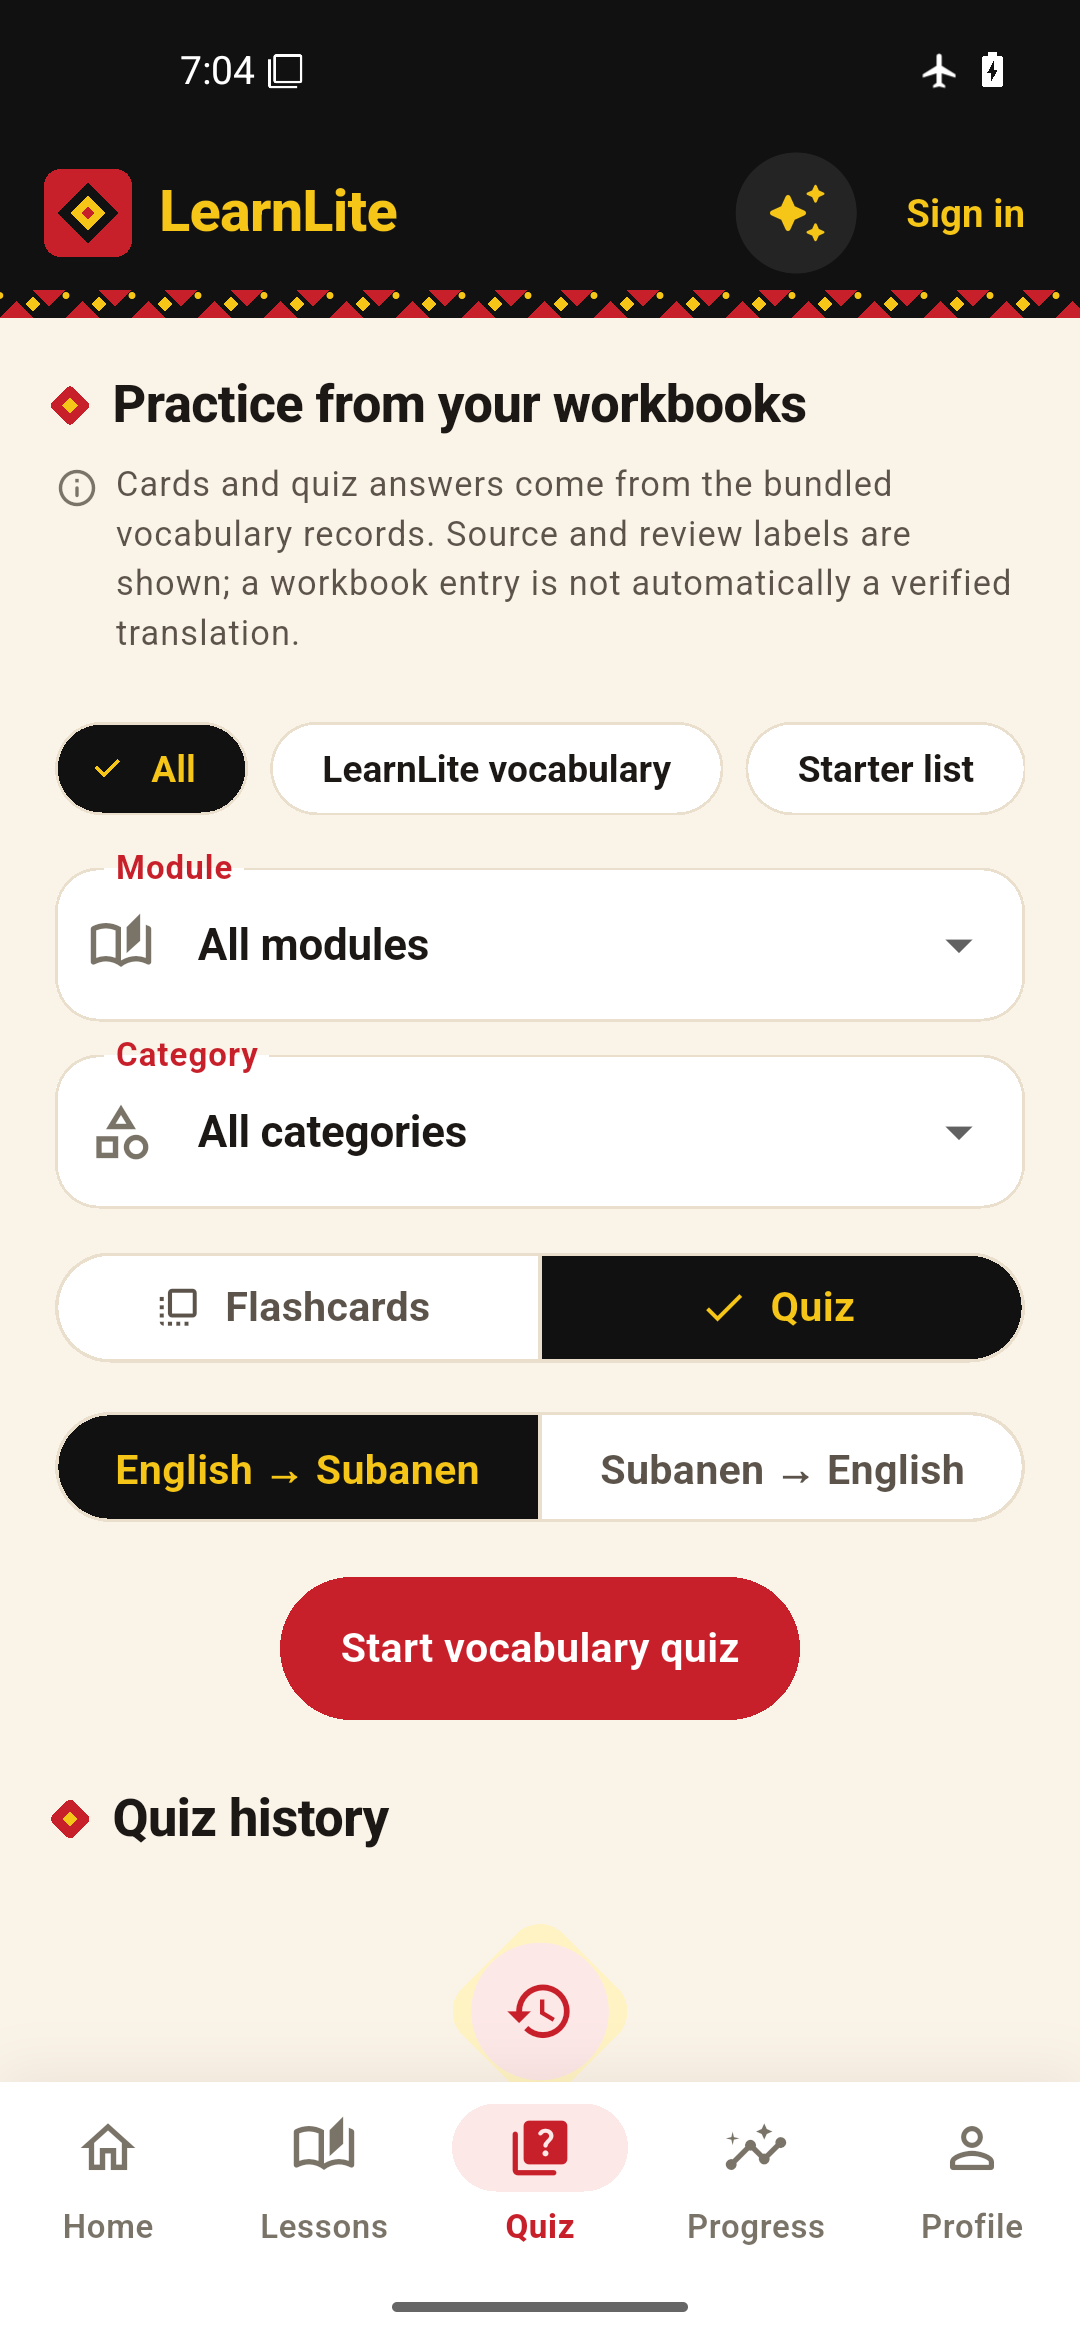 7:04
LearnLite
Sign in
Practice from your workbooks
Cards and quiz answers come from the bundled
vocabulary records. Source and review labels are
shown; a workbook entry is not automatically a verified
translation.
All
LearnLite vocabulary
Starter list
Module
All modules
Category
All categories
Flashcards
Quiz
English → Subanen
Subanen → English
Start vocabulary quiz
Quiz history
Home
Lessons
Quiz
Progress
Profile